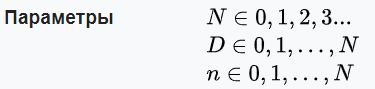 Параметры N ∈ 0, 1, 2, 3...
D ∈ 0, 1, . . . , N
n ∈ 0, 1, . . . , N